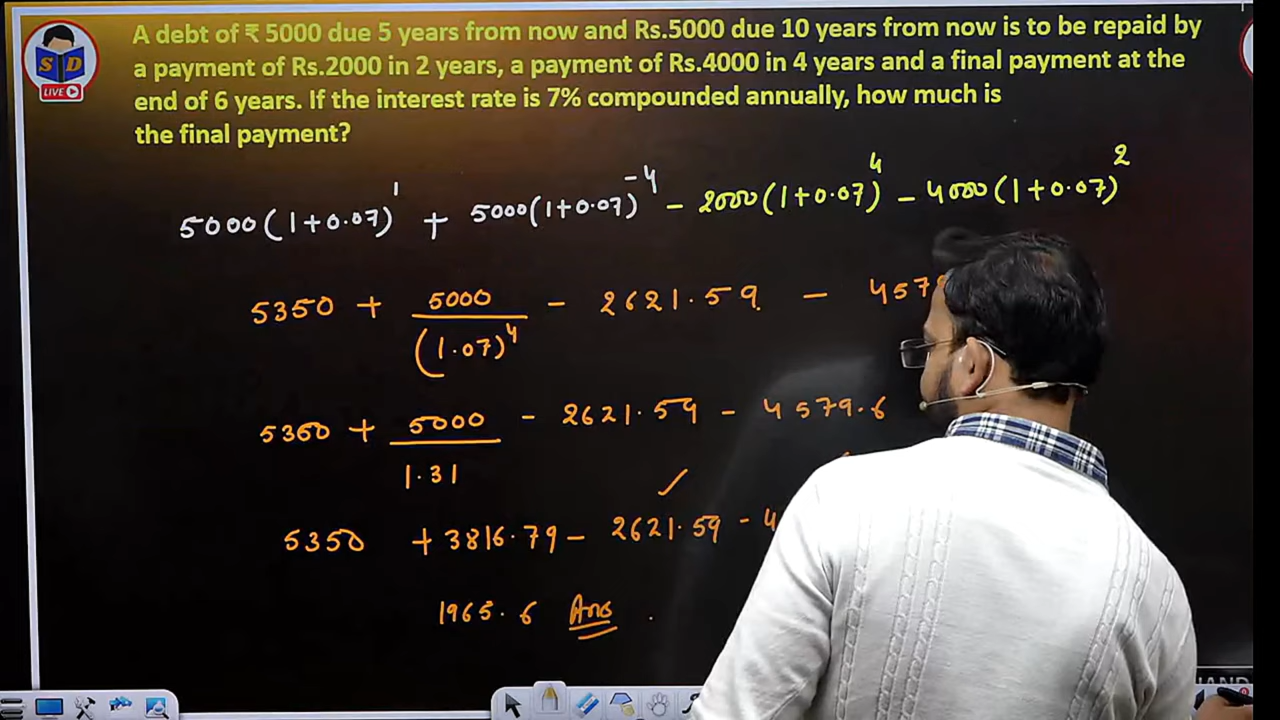 SD
LIVE
A debt of ₹ 5000 due 5 years from now and Rs.5000 due 10 years from now is to be repaid by
a payment of Rs.2000 in 2 years, a payment of Rs.4000 in 4 years and a final payment at the
end of 6 years. If the interest rate is 7% compounded annually, how much is
the final payment?
5000(1+0.07)^1 + 5000(1+0.07)^-4 - 2000(1+0.07)^4 - 4000(1+0.07)^2
5350 + 5000/(1.07)^4 - 2621.59 - 457
5350 + 5000/1.31 - 2621.59 - 4579.6
5350 + 3816.79 - 2621.59 - 4
1965.6 Ans